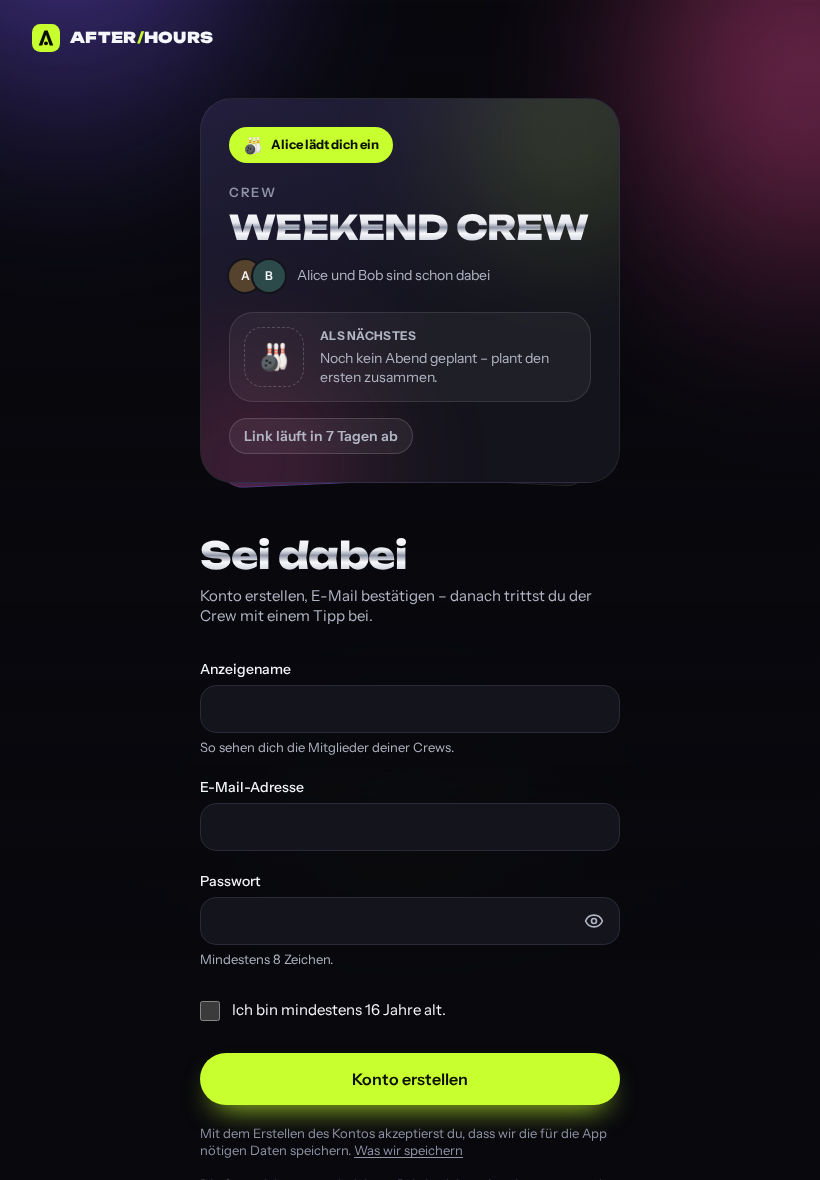 AFTER/HOURS
Alice lädt dich ein
CREW
WEEKEND CREW
A B Alice und Bob sind schon dabei
ALS NÄCHSTES
Noch kein Abend geplant – plant den
ersten zusammen.
Link läuft in 7 Tagen ab
Sei dabei
Konto erstellen, E-Mail bestätigen – danach trittst du der
Crew mit einem Tipp bei.
Anzeigename
So sehen dich die Mitglieder deiner Crews.
E-Mail-Adresse
Passwort
Mindestens 8 Zeichen.
Ich bin mindestens 16 Jahre alt.
Konto erstellen
Mit dem Erstellen des Kontos akzeptierst du, dass wir die für die App
nötigen Daten speichern. Was wir speichern